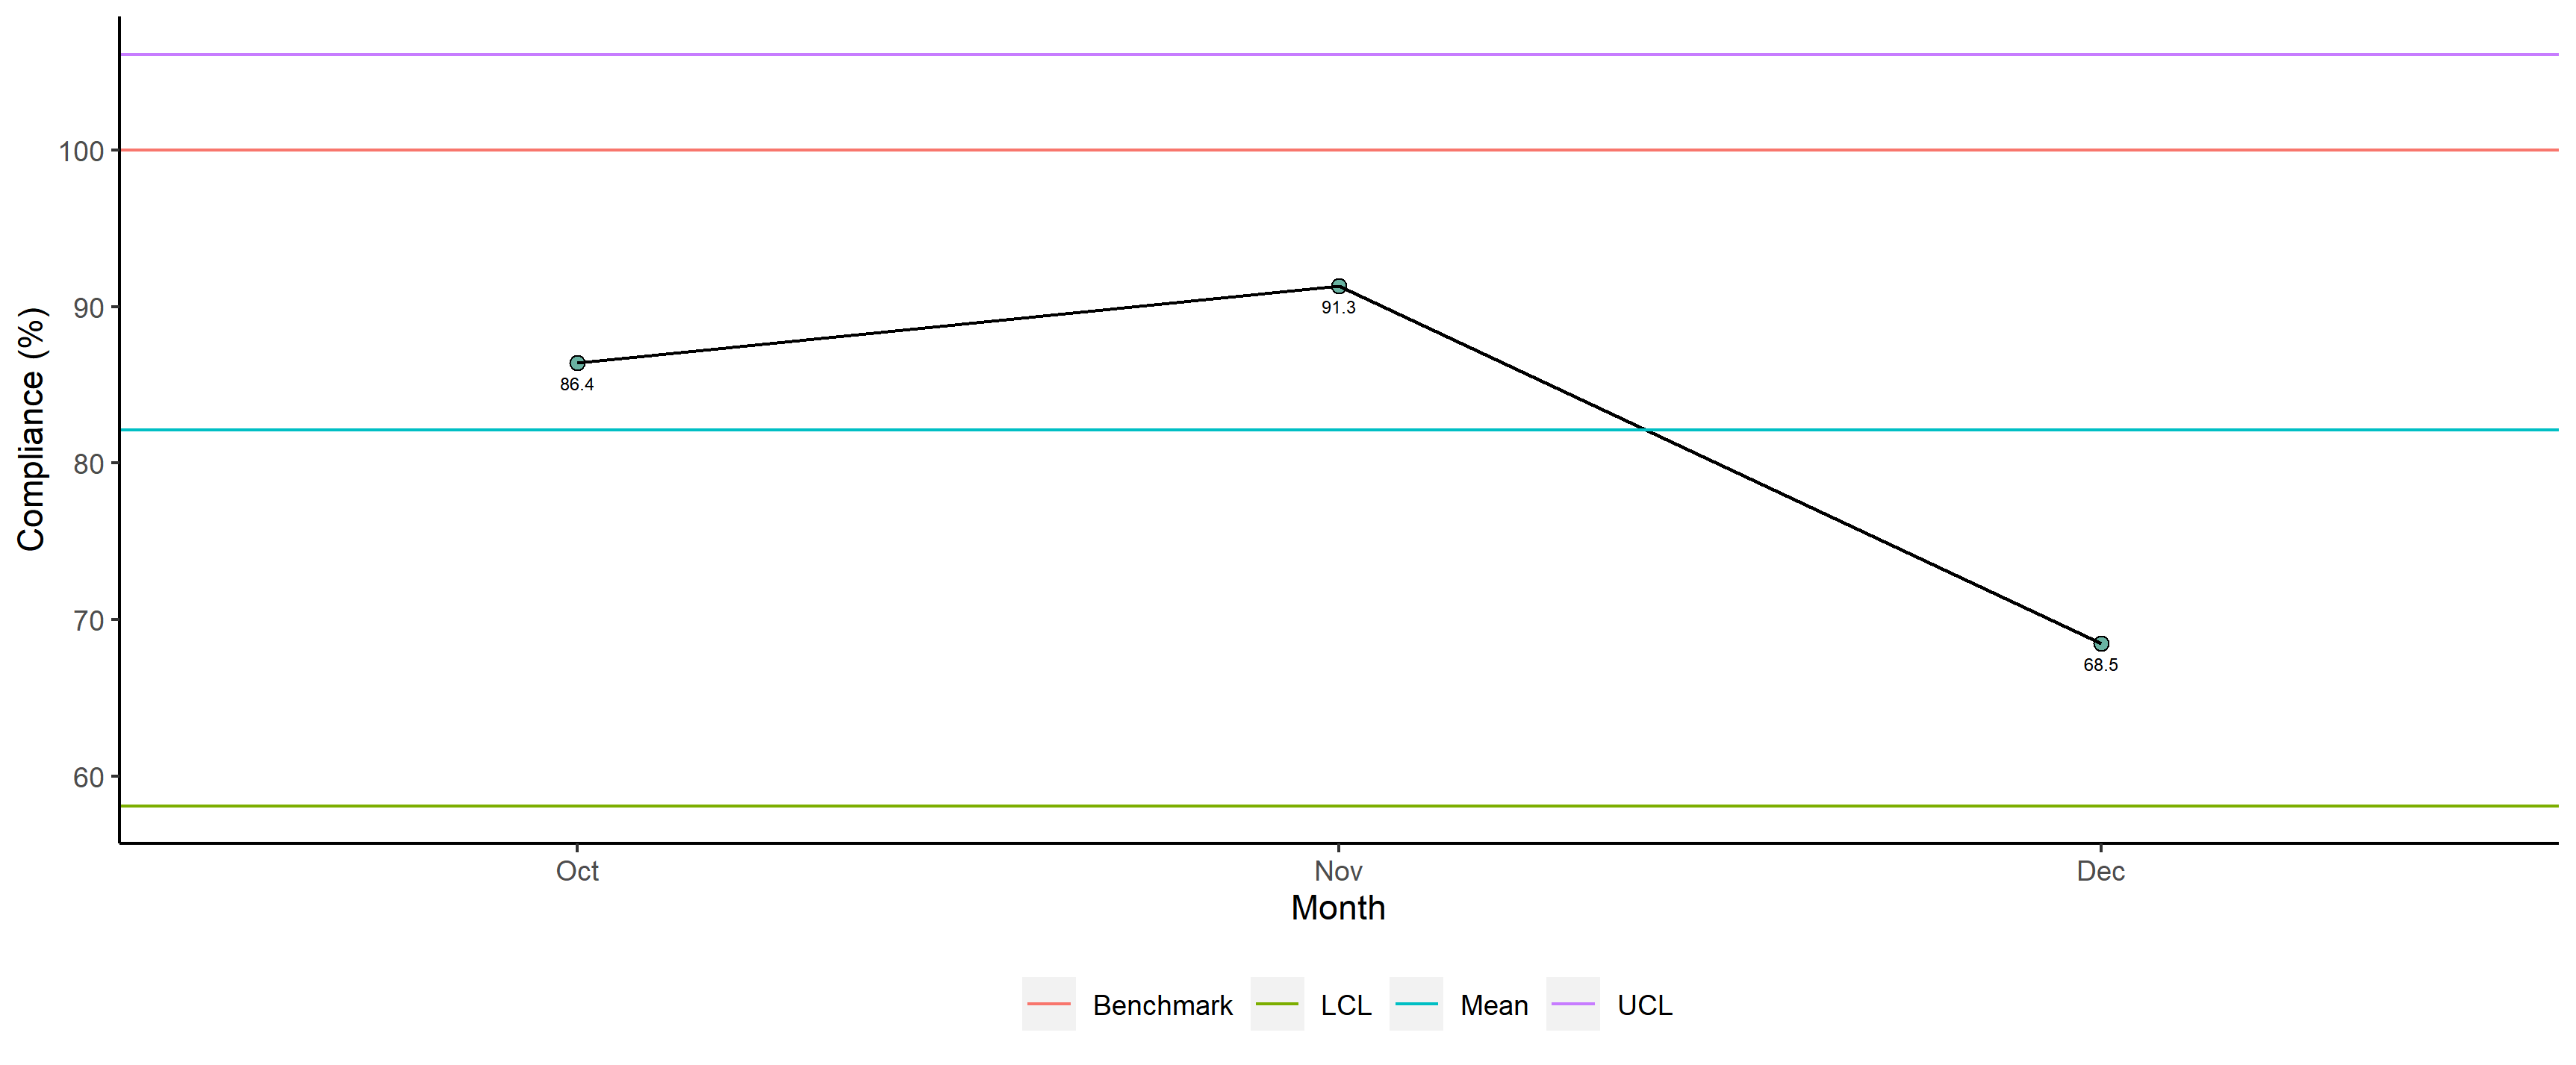 Compliance (%)
100
90
80
70
60
86.4
91.3
68.5
Oct Nov Dec
Month
Benchmark LCL Mean UCL